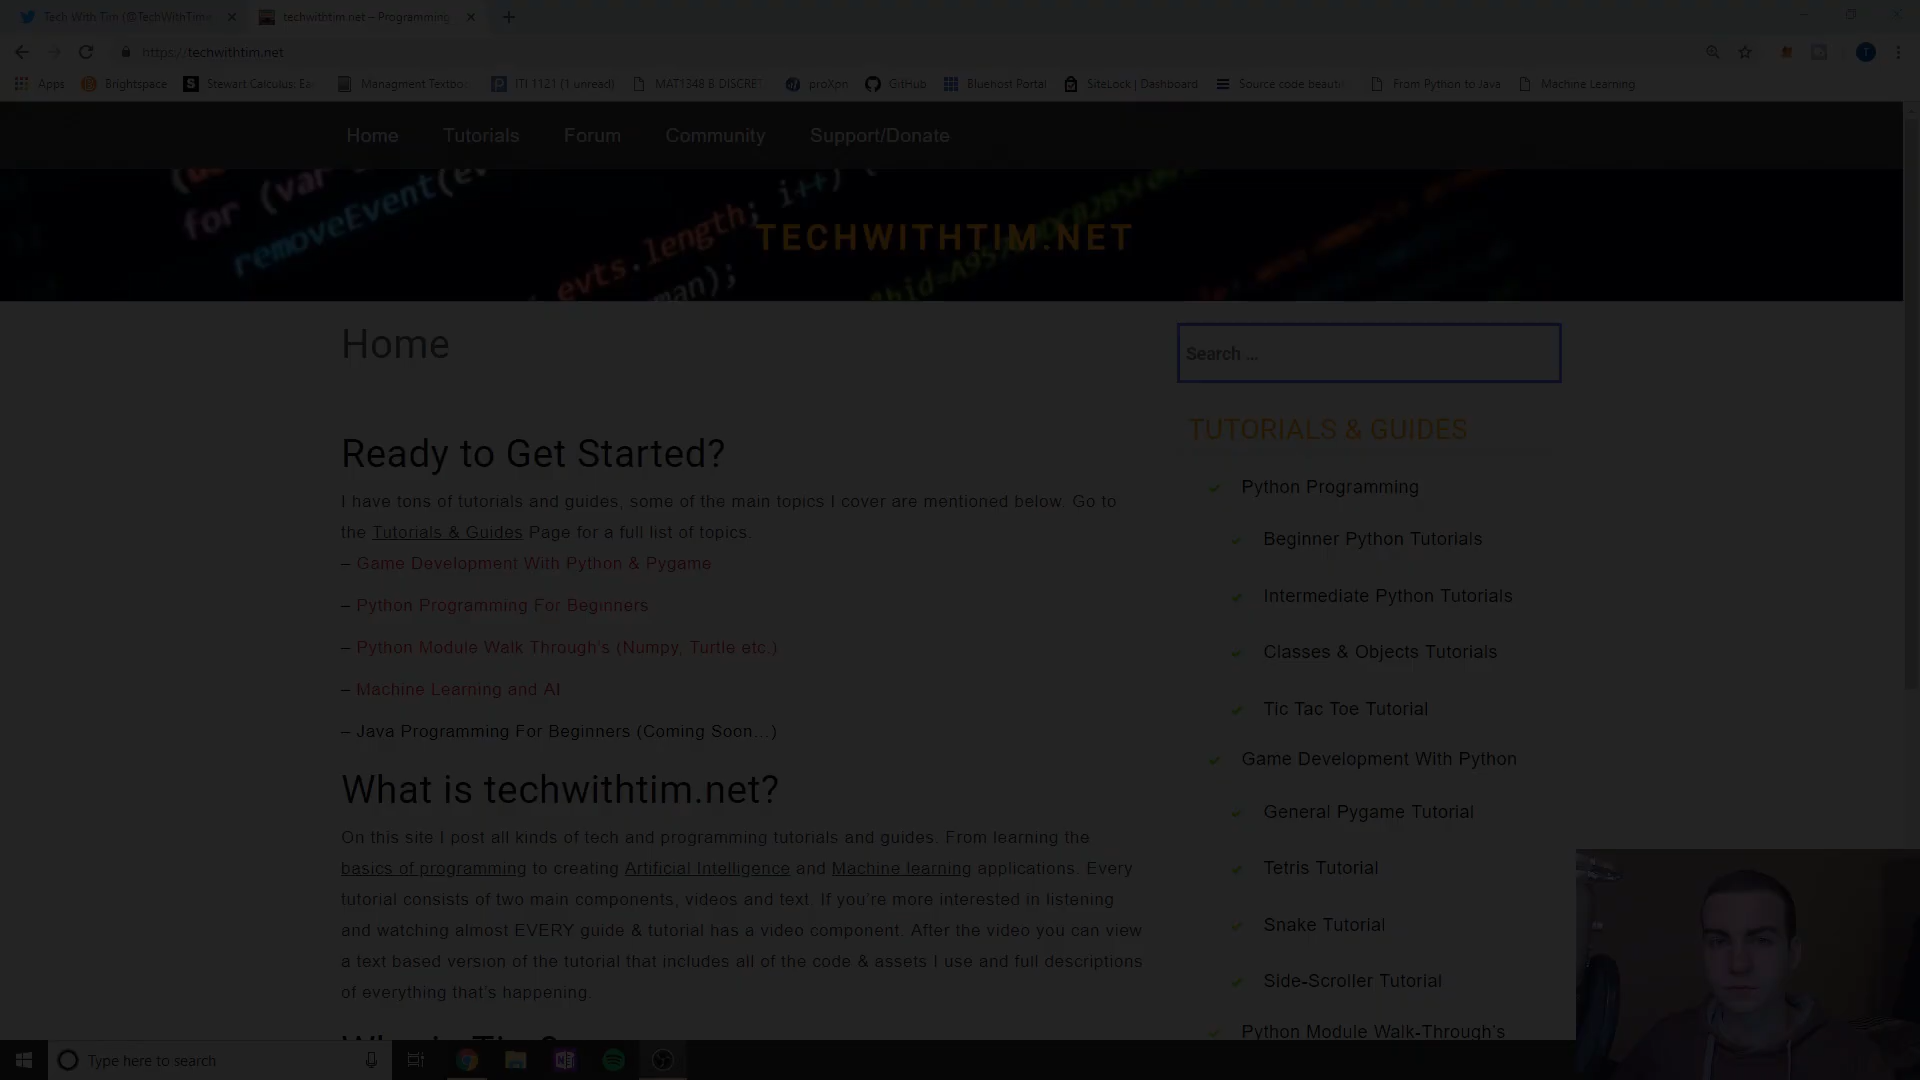 Tech With Tim (@TechWithTim
techwithtim.net – Programming
https://techwithtim.net
Apps
Brightspace
Stewart Calculus: Ea
Managment Textboo
ITI 1121 (1 unread)
MAT1348 B DISCRET
proXpn
GitHub
Bluehost Portal
SiteLock | Dashboard
Source code beauti
From Python to Java
Machine Learning
Home
Tutorials
Forum
Community
Support/Donate
for (var
removeEvent(ev
evts.length; i++) {
TECHWITHTIM.NET
Home
Search ...
Ready to Get Started?
I have tons of tutorials and guides, some of the main topics I cover are mentioned below. Go to
the Tutorials & Guides Page for a full list of topics.
– Game Development With Python & Pygame
– Python Programming For Beginners
– Python Module Walk Through's (Numpy, Turtle etc.)
– Machine Learning and AI
– Java Programming For Beginners (Coming Soon...)
What is techwithtim.net?
On this site I post all kinds of tech and programming tutorials and guides. From learning the
basics of programming to creating Artificial Intelligence and Machine learning applications. Every
tutorial consists of two main components, videos and text. If you're more interested in listening
and watching almost EVERY guide & tutorial has a video component. After the video you can view
a text based version of the tutorial that includes all of the code & assets I use and full descriptions
of everything that's happening.
TUTORIALS & GUIDES
Python Programming
Beginner Python Tutorials
Intermediate Python Tutorials
Classes & Objects Tutorials
Tic Tac Toe Tutorial
Game Development With Python
General Pygame Tutorial
Tetris Tutorial
Snake Tutorial
Side-Scroller Tutorial
Python Module Walk-Through's
Type here to search